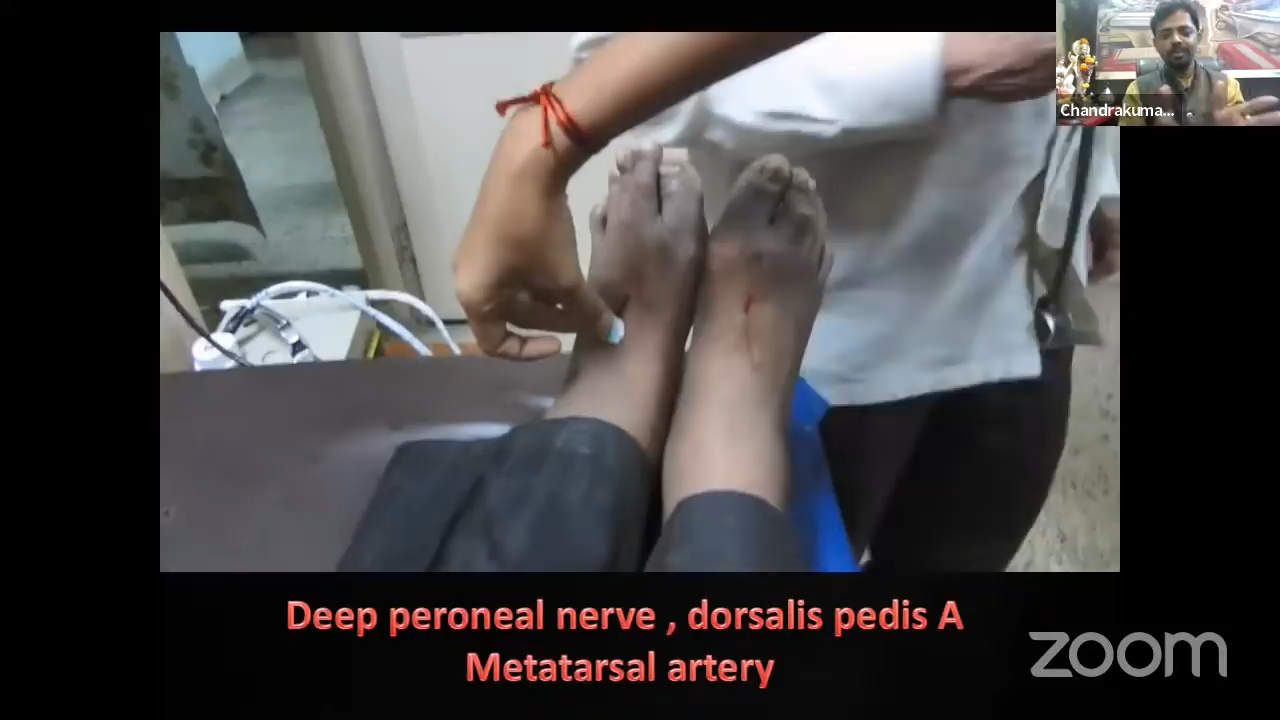 Chandrakuma...
Deep peroneal nerve , dorsalis pedis A
Metatarsal artery
zoom